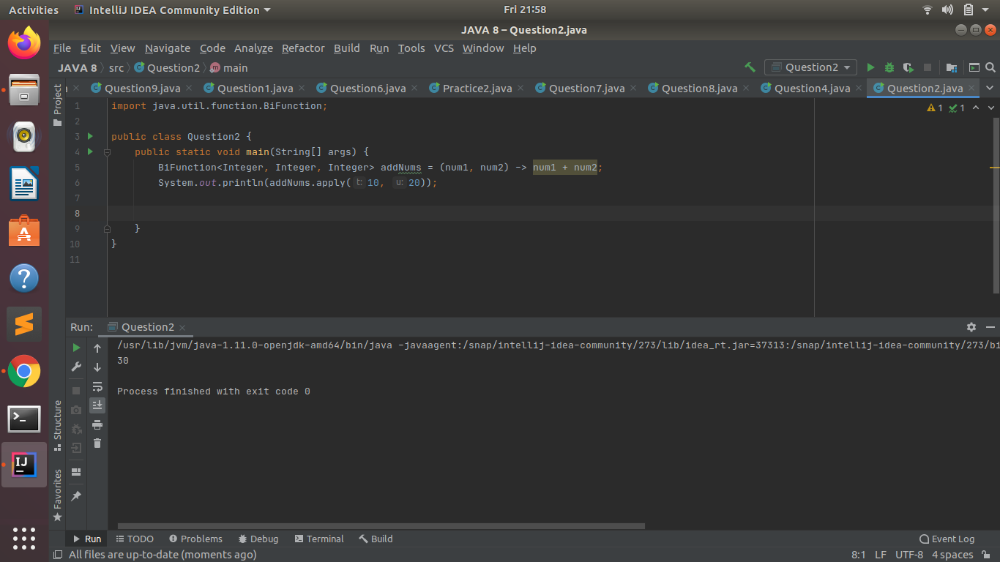 Activities IntelliJ IDEA Community Edition Fri 21:58
JAVA 8 – Question2.java
File Edit View Navigate Code Analyze Refactor Build Run Tools VCS Window Help
JAVA 8 src Question2 main Question2
Question9.java Question1.java Question6.java Practice2.java Question7.java Question8.java Question4.java Question2.java
Project
1 import java.util.function.BiFunction; 1 1
2
3 public class Question2 {
4 public static void main(String[] args) {
5 BiFunction<Integer, Integer, Integer> addNums = (num1, num2) -> num1 + num2;
6 System.out.println(addNums.apply( t: 10, u: 20));
7
8
9 }
10 }
11
Run: Question2
/usr/lib/jvm/java-1.11.0-openjdk-amd64/bin/java -javaagent:/snap/intellij-idea-community/273/lib/idea_rt.jar=37313:/snap/intellij-idea-community/273/bi
30
Process finished with exit code 0
Structure
Favorites
Run TODO Problems Debug Terminal Build Event Log
All files are up-to-date (moments ago) 8:1 LF UTF-8 4 spaces